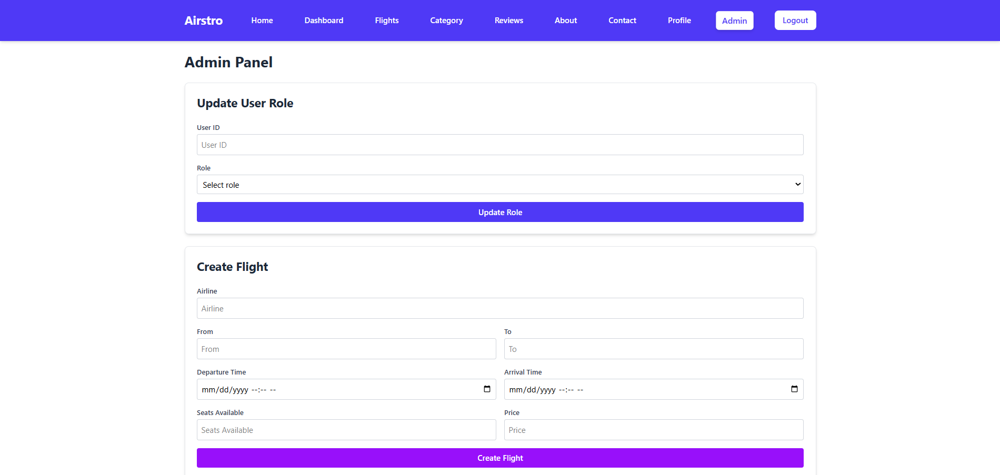 Airstro Home Dashboard Flights Category Reviews About Contact Profile Admin Logout
Admin Panel
Update User Role
User ID
User ID
Role
Select role
Update Role
Create Flight
Airline
Airline
From To
From To
Departure Time Arrival Time
mm/dd/yyyy --:-- -- mm/dd/yyyy --:-- --
Seats Available Price
Seats Available Price
Create Flight